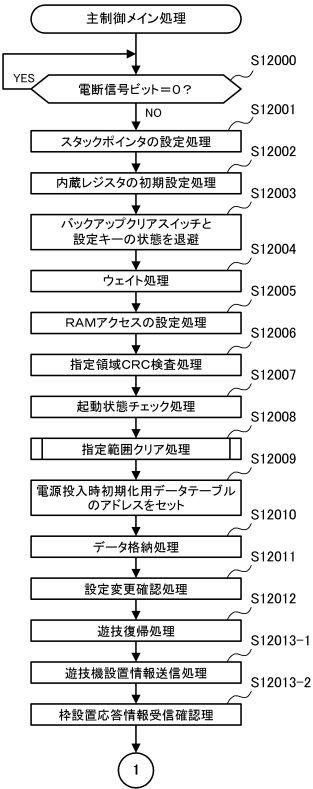 主制御メイン処理
S12000
YES
電断信号ビット＝０？
NO
S12001
スタックポインタの設定処理
S12002
内蔵レジスタの初期設定処理
S12003
バックアップクリアスイッチと
設定キーの状態を退避
S12004
ウェイト処理
S12005
ＲＡＭアクセスの設定処理
S12006
指定領域ＣＲＣ検査処理
S12007
起動状態チェック処理
S12008
指定範囲クリア処理
S12009
電源投入時初期化用データテーブル
のアドレスをセット
S12010
データ格納処理
S12011
設定変更確認処理
S12012
遊技復帰処理
S12013-1
遊技機設置情報送信処理
S12013-2
枠設置応答情報受信確認理
1